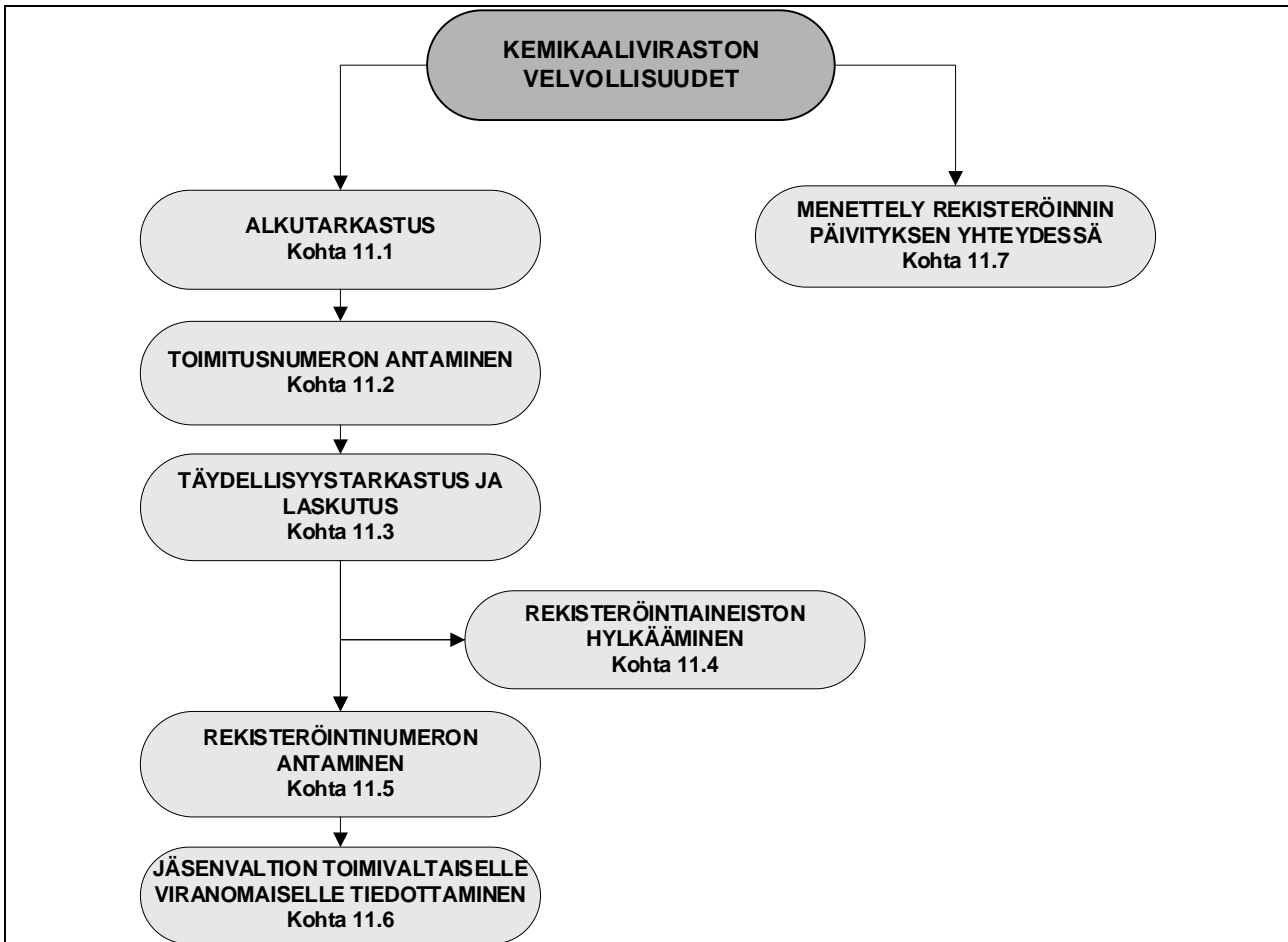 KEMIKAALIVIRASTON
VELVOLLISUUDET
ALKUTARKASTUS
Kohta 11.1
MENETTELY REKISTERÖINNIN
PÄIVITYKSEN YHTEYDESSÄ
Kohta 11.7
TOIMITUSNUMERON ANTAMINEN
Kohta 11.2
TÄYDELLISYYSTARKASTUS JA
LASKUTUS
Kohta 11.3
REKISTERÖINTIAINEISTON
HYLKÄÄMINEN
Kohta 11.4
REKISTERÖINTINUMERON
ANTAMINEN
Kohta 11.5
JÄSENVALTION TOIMIVALTAISELLE
VIRANOMAISELLE TIEDOTTAMINEN
Kohta 11.6